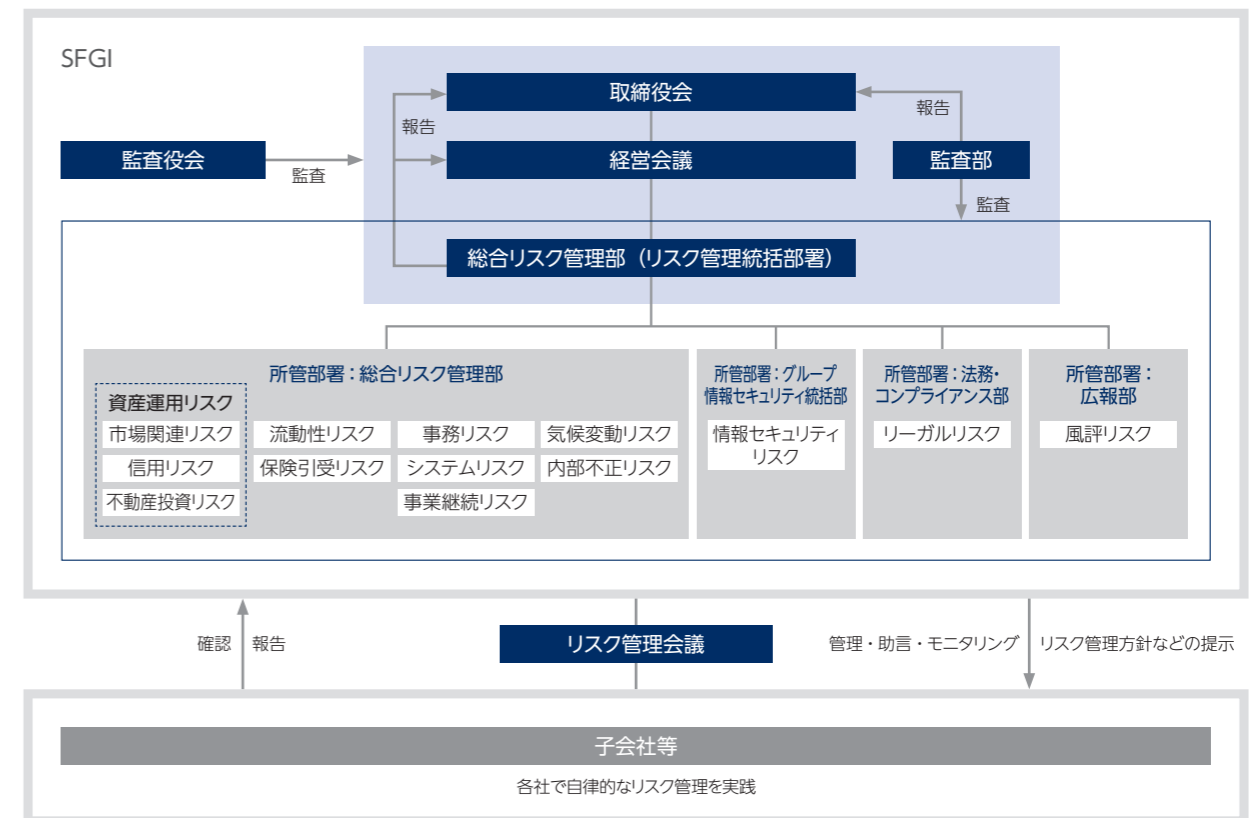 SFGI
取締役会
報告
報告
監査役会
監査
経営会議
監査部
監査
総合リスク管理部（リスク管理統括部署）
所管部署：総合リスク管理部
資産運用リスク
市場関連リスク
信用リスク
不動産投資リスク
流動性リスク
保険引受リスク
事務リスク
システムリスク
事業継続リスク
気候変動リスク
内部不正リスク
所管部署：グループ
情報セキュリティ統括部
情報セキュリティ
リスク
所管部署：法務・
コンプライアンス部
リーガルリスク
所管部署：
広報部
風評リスク
確認
報告
リスク管理会議
管理・助言・モニタリング
リスク管理方針などの提示
子会社等
各社で自律的なリスク管理を実践